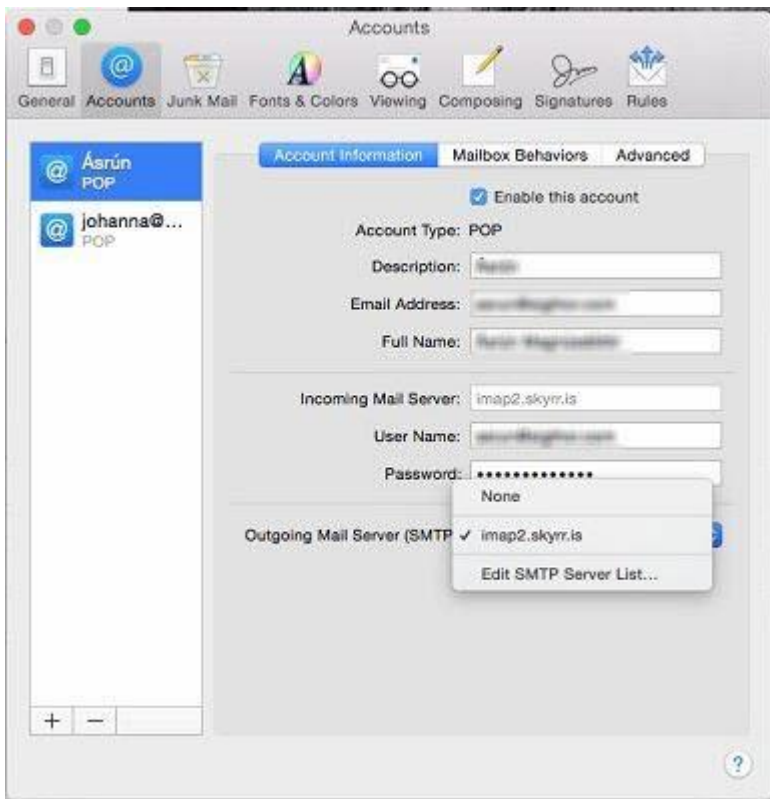 Accounts
General Accounts Junk Mail Fonts & Colors Viewing Composing Signatures Rules
Ásrún
POP
johanna@...
POP
Account Information Mailbox Behaviors Advanced
Enable this account
Account Type: POP
Description:
Email Address:
Full Name:
Incoming Mail Server: imap2.skyrr.is
User Name:
Password: •••••••••••••
None
Outgoing Mail Server (SMTP ✓ imap2.skyrr.is
Edit SMTP Server List...
+ −
?